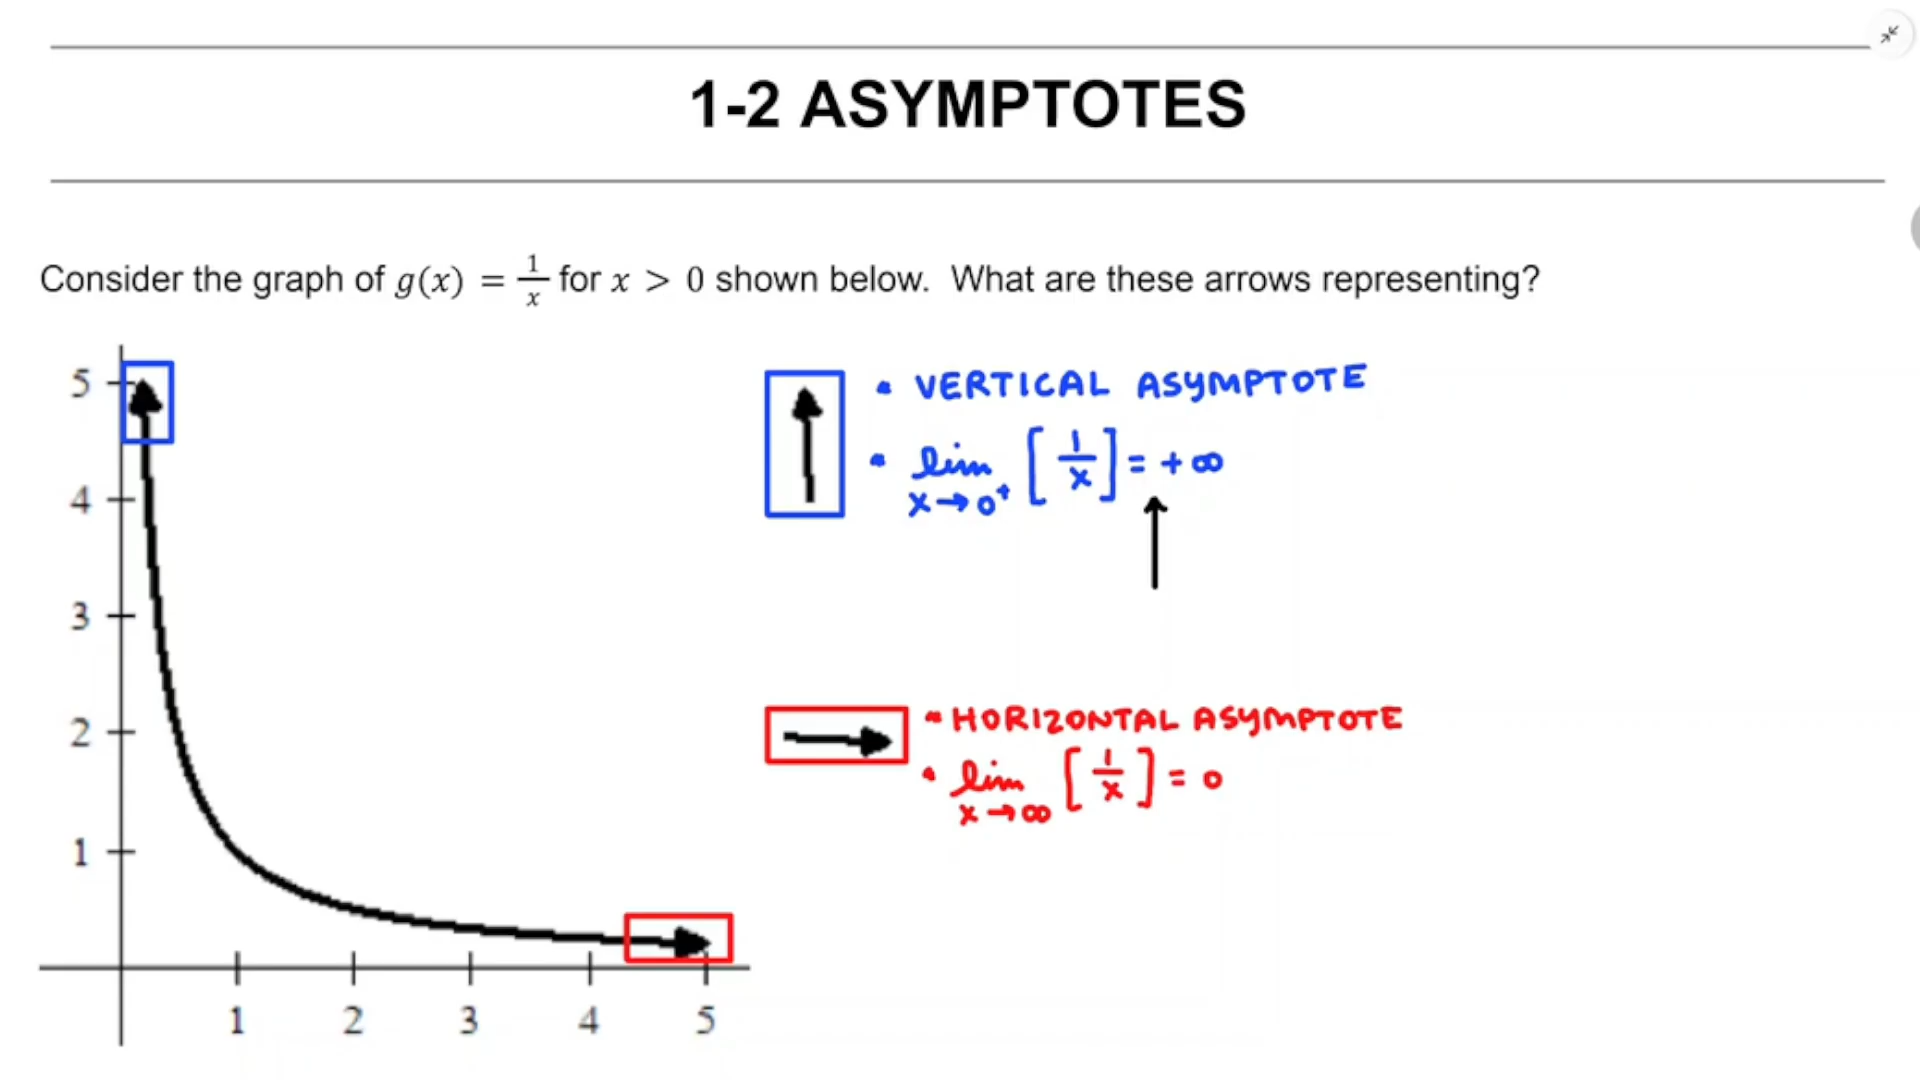 1-2 ASYMPTOTES
Consider the graph of g(x) = 1/x for x > 0 shown below. What are these arrows representing?
5
4
3
2
1
1 2 3 4 5
• VERTICAL ASYMPTOTE
• lim x→0⁺ [1/x] = +∞
• HORIZONTAL ASYMPTOTE
• lim x→∞ [1/x] = 0